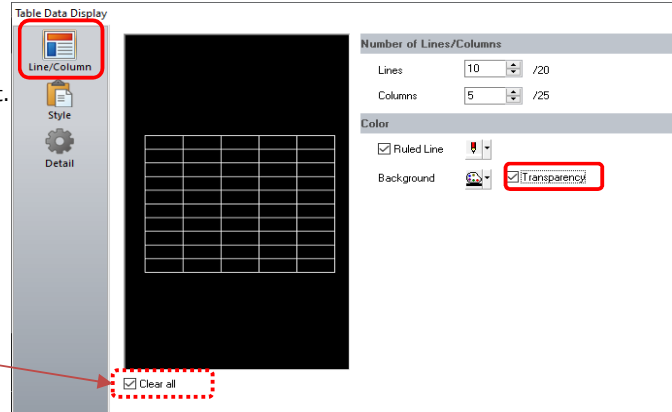 Table Data Display
Line/Column
t.
Style
Detail
Number of Lines/Columns
Lines 10 /20
Columns 5 /25
Color
Ruled Line
Background Transparency
Clear all